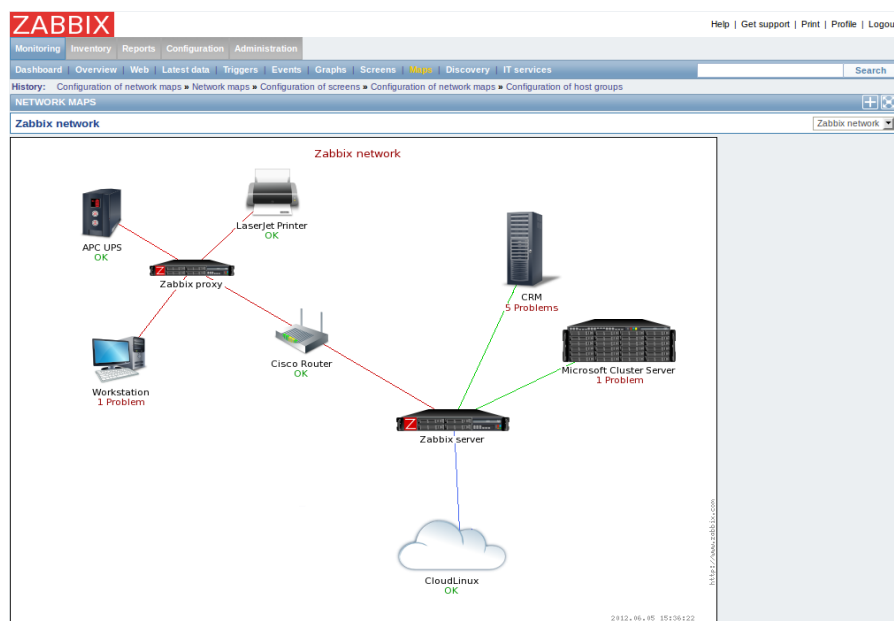 ZABBIX
Help | Get support | Print | Profile | Logou
Monitoring Inventory Reports Configuration Administration
Dashboard | Overview | Web | Latest data | Triggers | Events | Graphs | Screens | Maps | Discovery | IT services Search
History: Configuration of network maps » Network maps » Configuration of screens » Configuration of network maps » Configuration of host groups
NETWORK MAPS
Zabbix network Zabbix network
Zabbix network
LaserJet Printer
OK
APC UPS
OK
Z
Zabbix proxy
CRM
5 Problems
Cisco Router
OK
Microsoft Cluster Server
1 Problem
Workstation
1 Problem
Z
Zabbix server
CloudLinux
OK
http://www.zabbix.com
2012.06.05 15:36:22